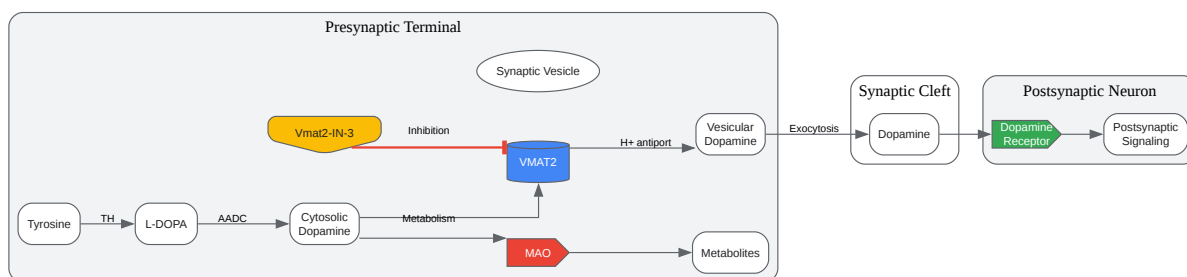 Presynaptic Terminal
Synaptic Vesicle
Vmat2-IN-3
Inhibition
VMAT2
H+ antiport
Vesicular
Dopamine
Exocytosis
Synaptic Cleft
Dopamine
Postsynaptic Neuron
Dopamine
Receptor
Postsynaptic
Signaling
Tyrosine
TH
L-DOPA
AADC
Cytosolic
Dopamine
Metabolism
MAO
Metabolites